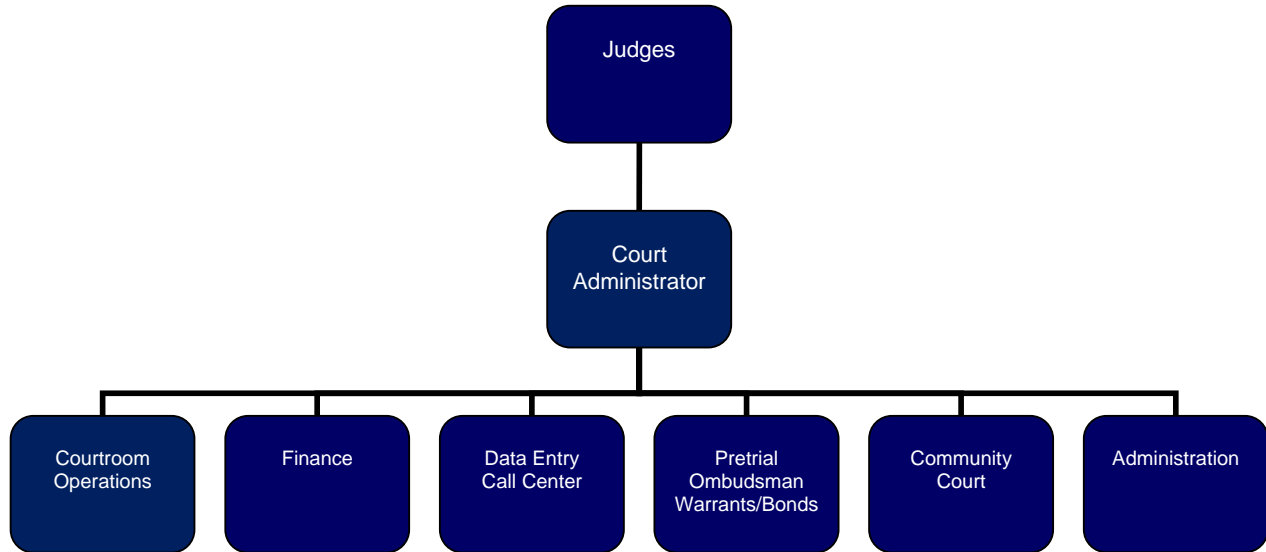 Judges
Court
Administrator
Courtroom
Operations
Finance
Data Entry
Call Center
Pretrial
Ombudsman
Warrants/Bonds
Community
Court
Administration